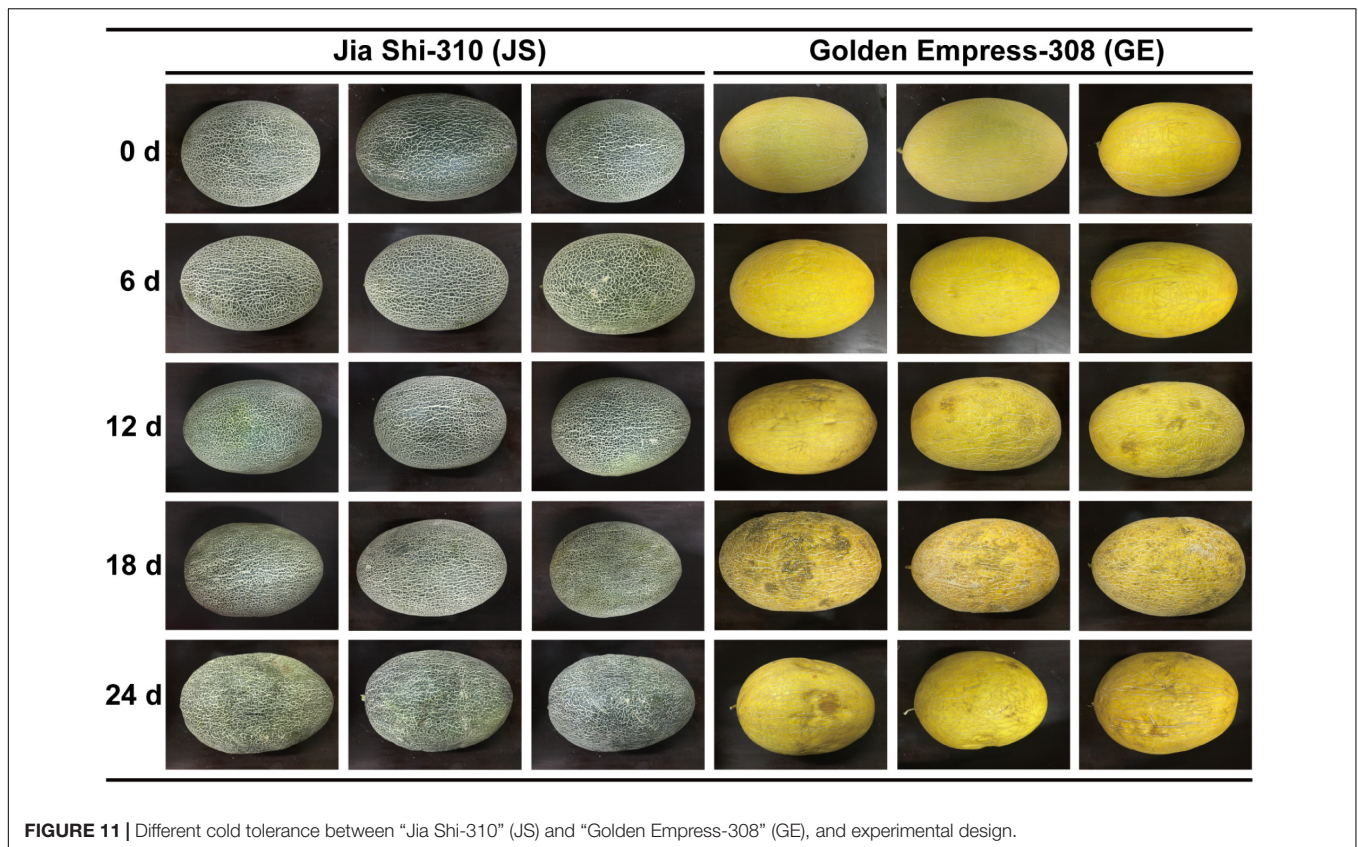 Jia Shi-310 (JS) Golden Empress-308 (GE)
0 d
6 d
12 d
18 d
24 d
FIGURE 11 | Different cold tolerance between “Jia Shi-310” (JS) and “Golden Empress-308” (GE), and experimental design.